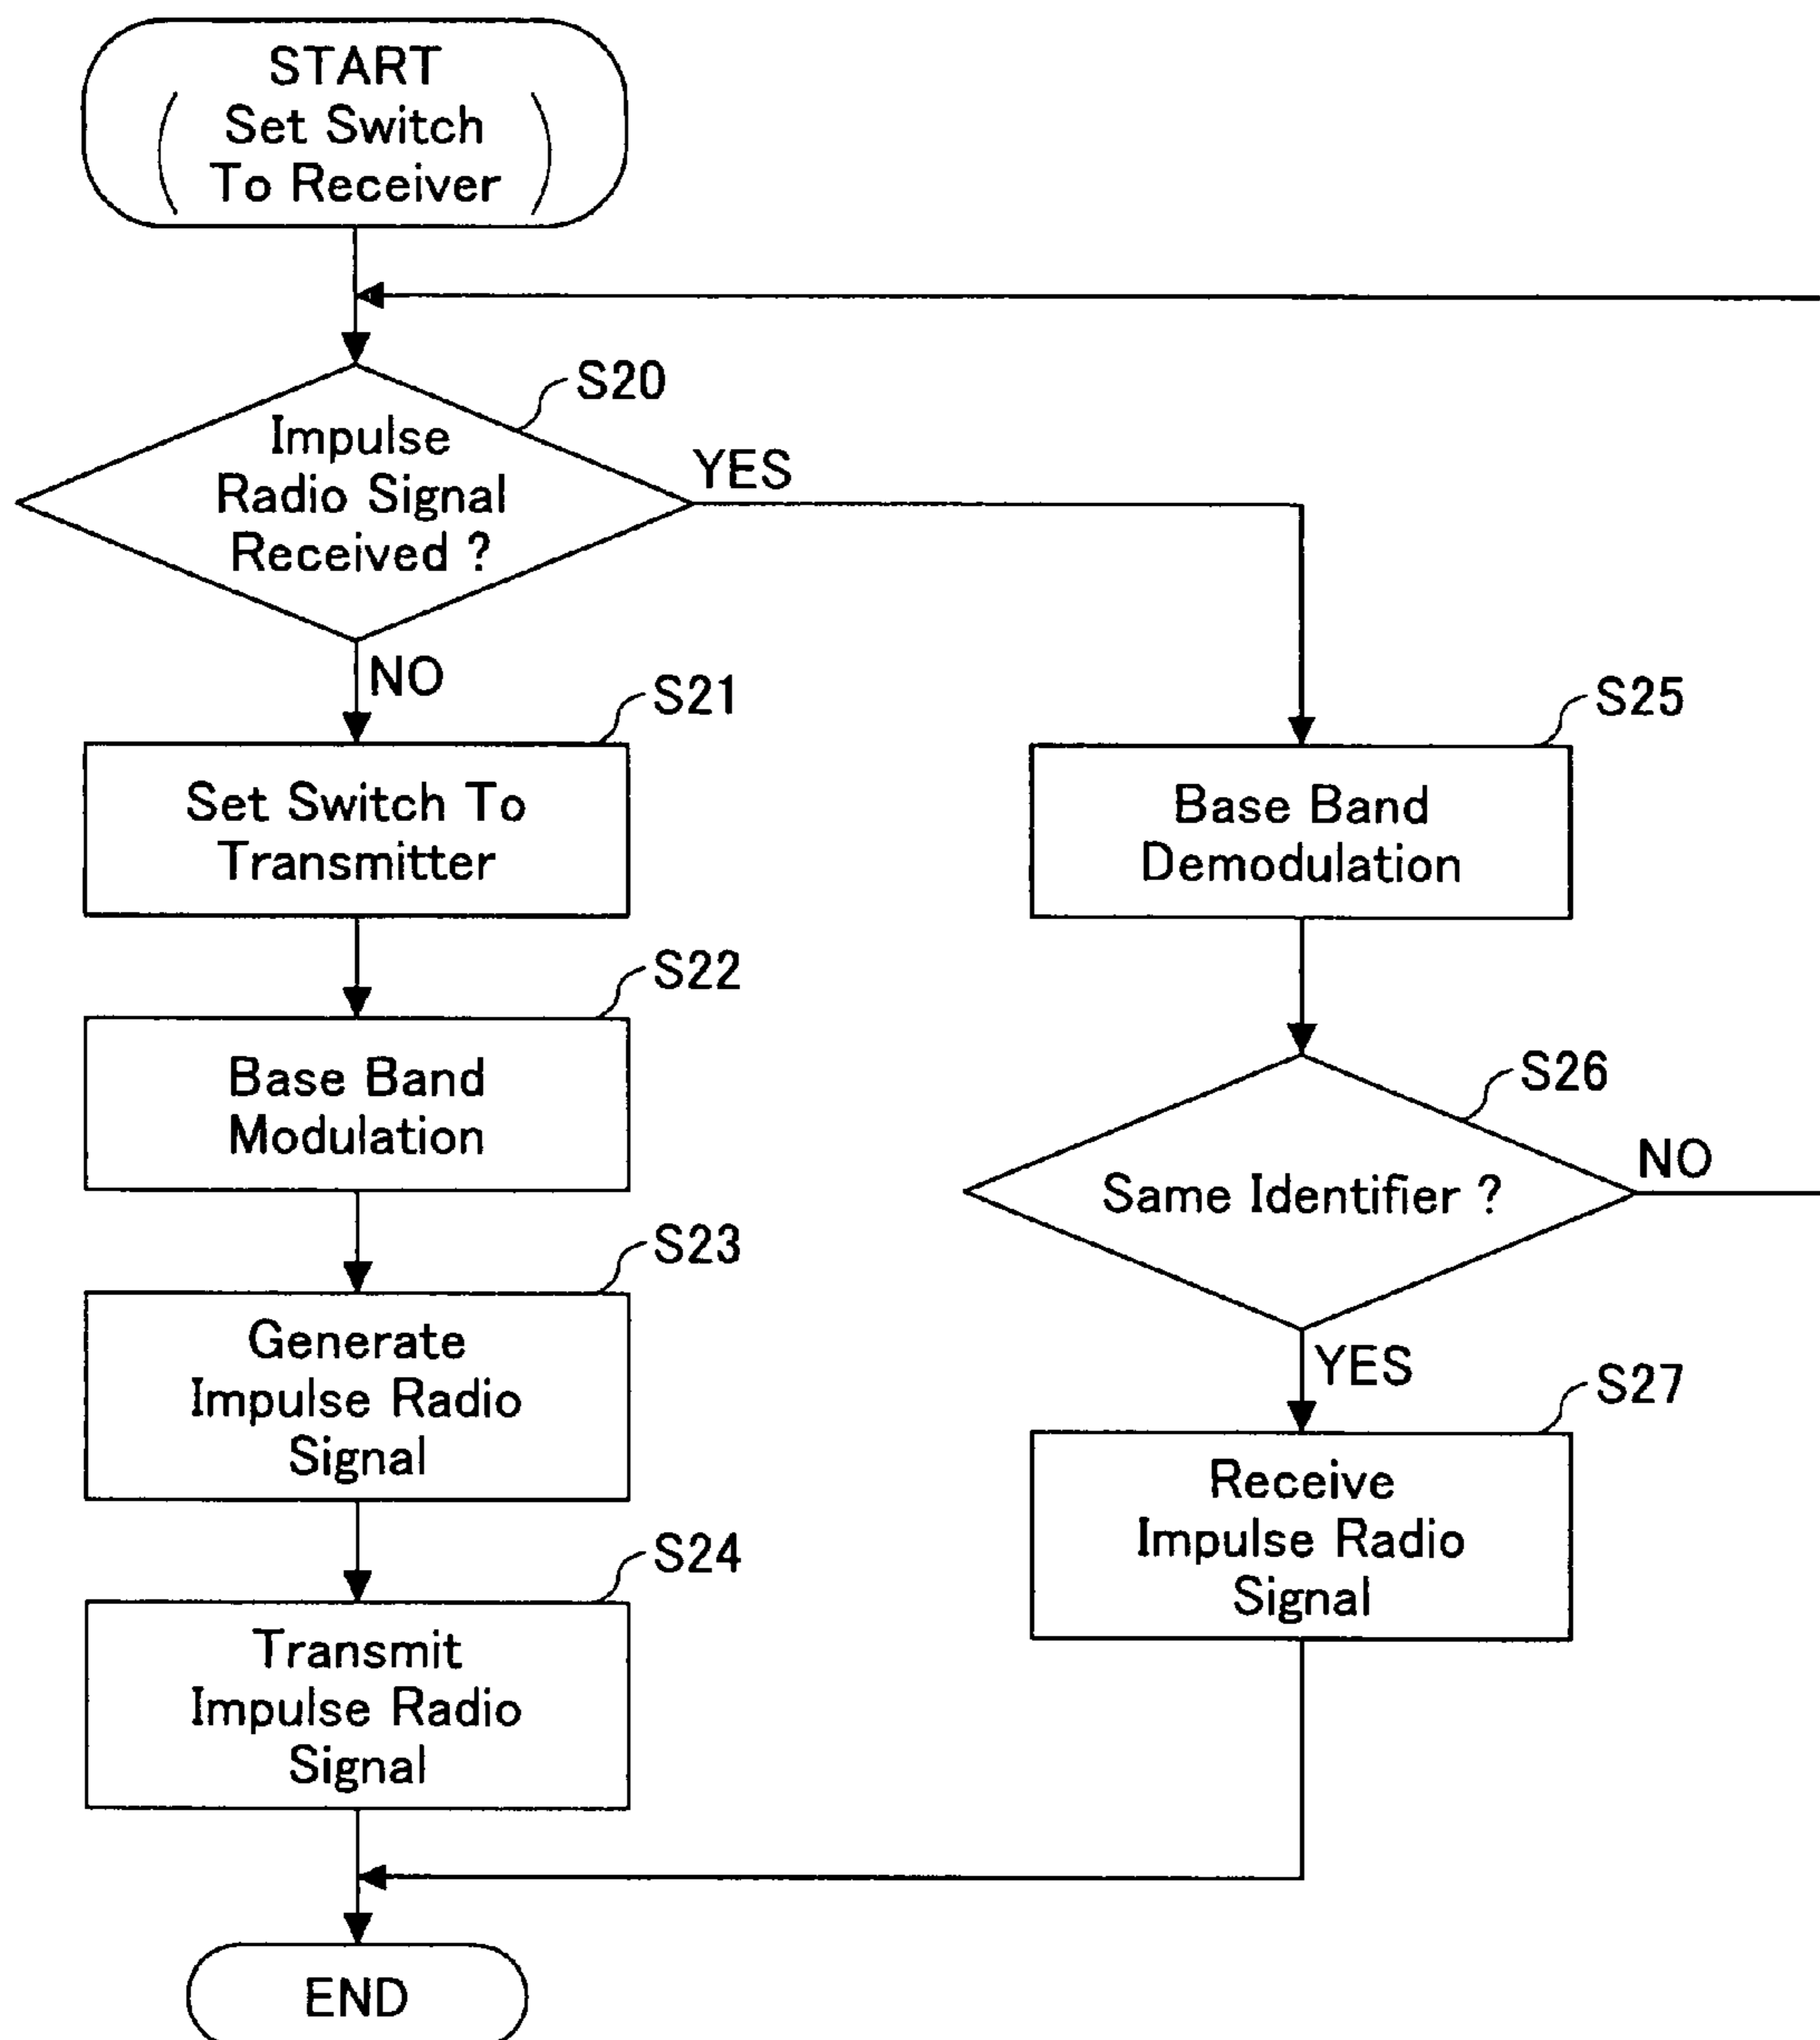 START
Set Switch
To Receiver
S20
Impulse
Radio Signal
Received ?
YES
NO
S21
Set Switch To
Transmitter
S22
Base Band
Modulation
S23
Generate
Impulse Radio
Signal
S24
Transmit
Impulse Radio
Signal
S25
Base Band
Demodulation
S26
Same Identifier ?
NO
YES
S27
Receive
Impulse Radio
Signal
END